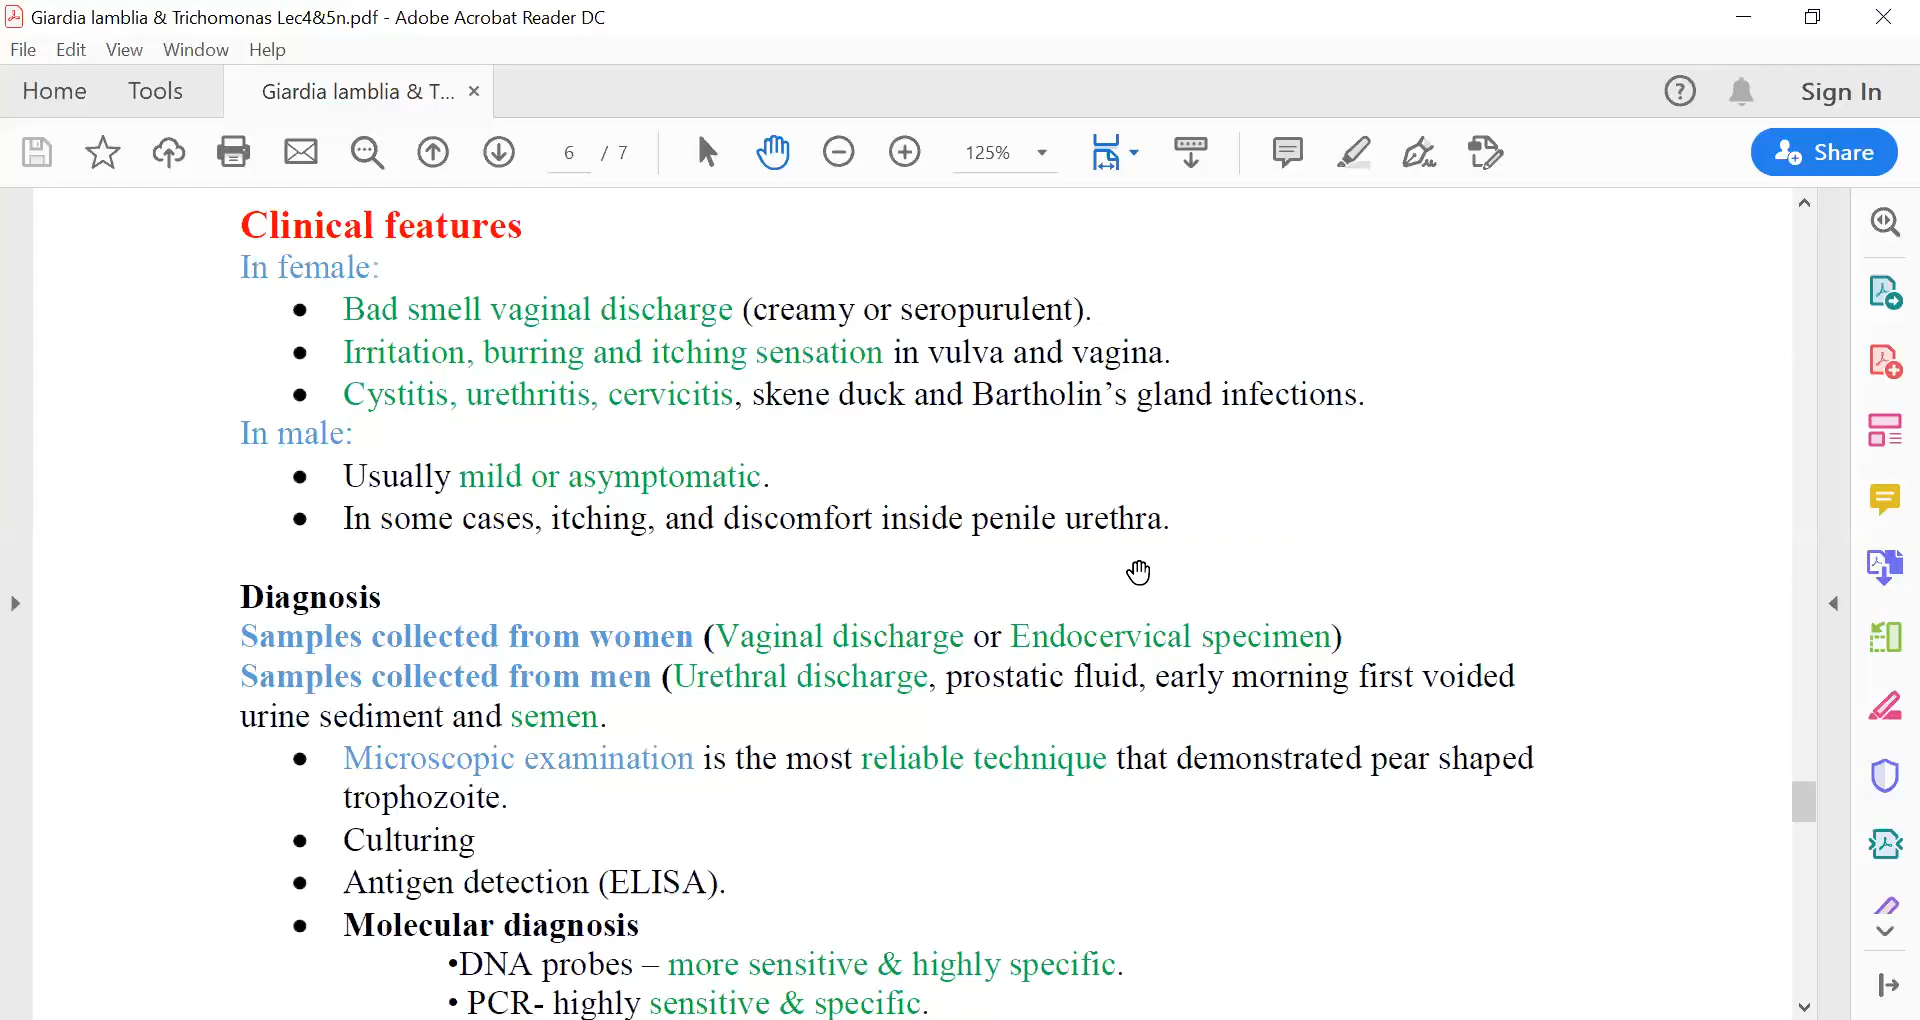 Giardia lamblia & Trichomonas Lec4&5n.pdf - Adobe Acrobat Reader DC
File Edit View Window Help
Home Tools Giardia lamblia & T... × Sign In
6 / 7 125% Share
Clinical features
In female:
• Bad smell vaginal discharge (creamy or seropurulent).
• Irritation, burring and itching sensation in vulva and vagina.
• Cystitis, urethritis, cervicitis, skene duck and Bartholin’s gland infections.
In male:
• Usually mild or asymptomatic.
• In some cases, itching, and discomfort inside penile urethra.
Diagnosis
Samples collected from women (Vaginal discharge or Endocervical specimen)
Samples collected from men (Urethral discharge, prostatic fluid, early morning first voided
urine sediment and semen.
• Microscopic examination is the most reliable technique that demonstrated pear shaped
trophozoite.
• Culturing
• Antigen detection (ELISA).
• Molecular diagnosis
•DNA probes – more sensitive & highly specific.
• PCR- highly sensitive & specific.